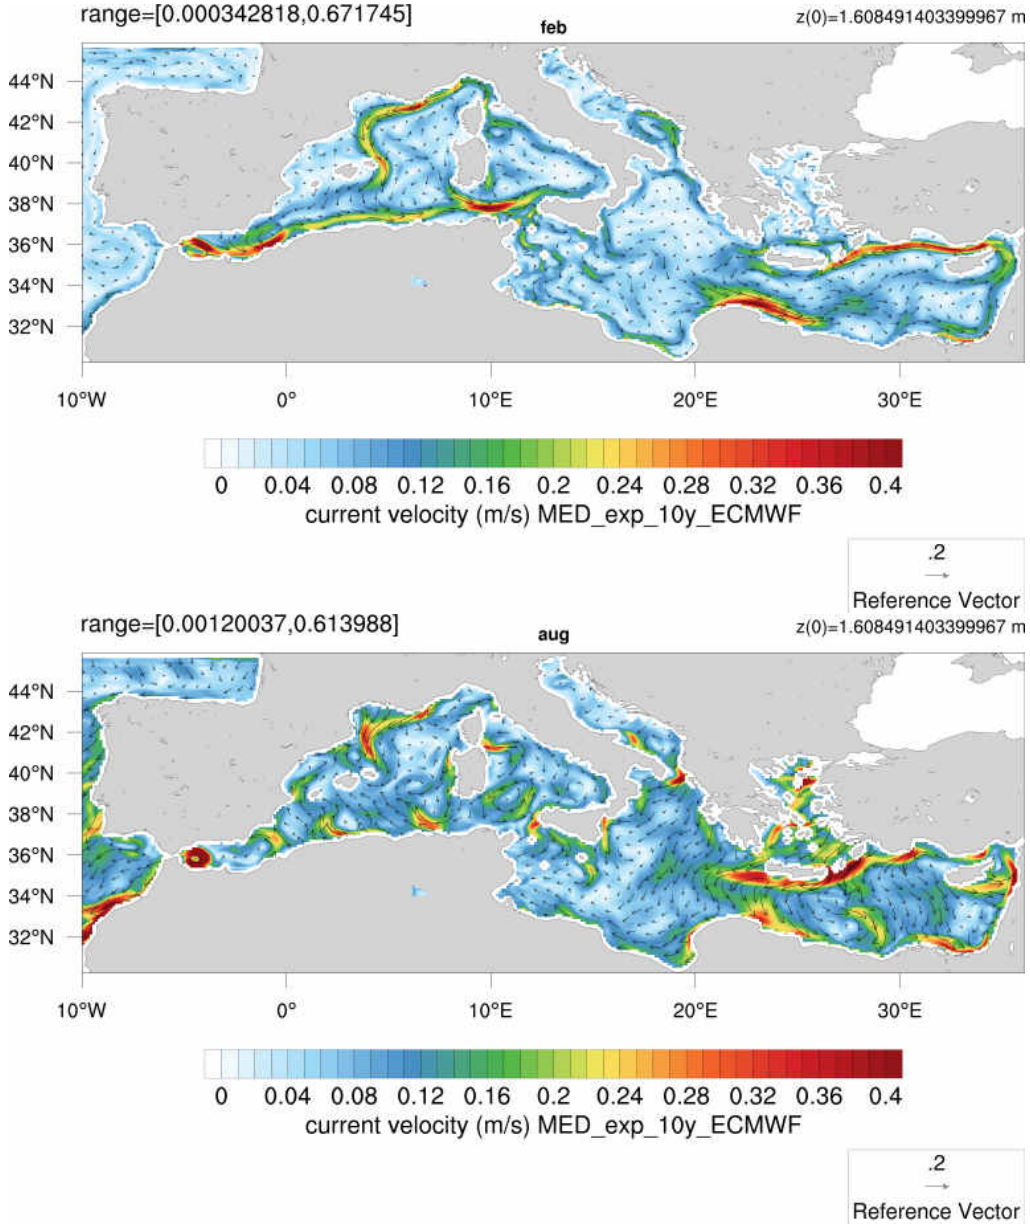 range=[0.000342818,0.671745]
feb
z(0)=1.608491403399967 m
44°N
42°N
40°N
38°N
36°N
34°N
32°N
10°W 0° 10°E 20°E 30°E
0 0.04 0.08 0.12 0.16 0.2 0.24 0.28 0.32 0.36 0.4
current velocity (m/s) MED_exp_10y_ECMWF
.2
Reference Vector
range=[0.00120037,0.613988]
aug
z(0)=1.608491403399967 m
44°N
42°N
40°N
38°N
36°N
34°N
32°N
10°W 0° 10°E 20°E 30°E
0 0.04 0.08 0.12 0.16 0.2 0.24 0.28 0.32 0.36 0.4
current velocity (m/s) MED_exp_10y_ECMWF
.2
Reference Vector